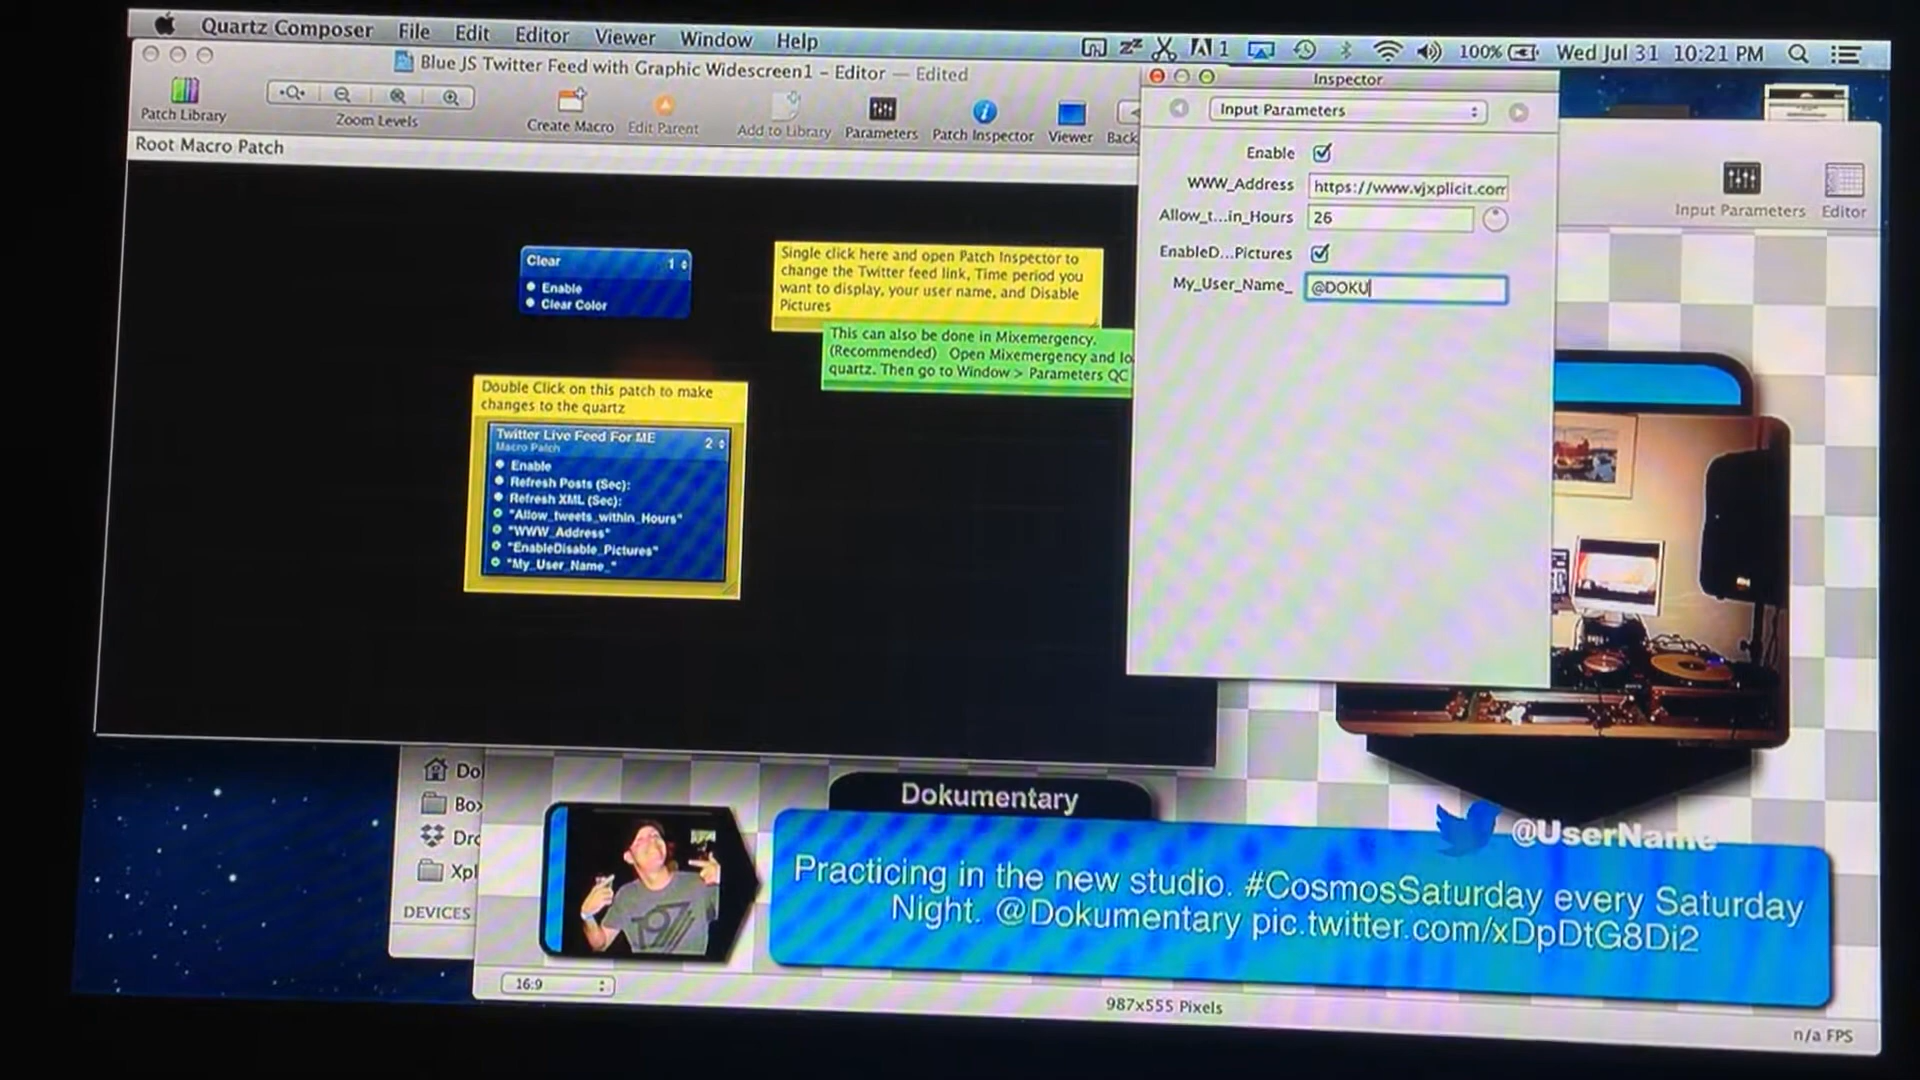 Quartz Composer File Edit Editor Viewer Window Help
1 100% Wed Jul 31 10:21 PM
Blue JS Twitter Feed with Graphic Widescreen1 – Editor — Edited
Patch Library
Zoom Levels
Create Macro
Edit Parent
Add to Library
Parameters
Patch Inspector
Viewer
Back
Root Macro Patch
Clear 1
Enable
Clear Color
Single click here and open Patch Inspector to
change the Twitter feed link, Time period you
want to display, your user name, and Disable
Pictures
This can also be done in Mixemergency.
(Recommended) Open Mixemergency and lo
quartz. Then go to Window > Parameters QC
Double Click on this patch to make
changes to the quartz
Twitter Live Feed For ME 2
Macro Patch
Enable
Refresh Posts (Sec):
Refresh XML (Sec):
"Allow_tweets_within_Hours"
"WWW_Address"
"EnableDisable_Pictures"
"My_User_Name_"
Inspector
Input Parameters
Enable
WWW_Address https://www.vjxplicit.com
Allow_t...in_Hours 26
EnableD...Pictures
My_User_Name_ @DOKU
Input Parameters
Editor
Do
Box
Dro
Xpl
DEVICES
Dokumentary
@UserName
Practicing in the new studio. #CosmosSaturday every Saturday
Night. @Dokumentary pic.twitter.com/xDpDtG8Di2
16:9
987x555 Pixels
n/a FPS